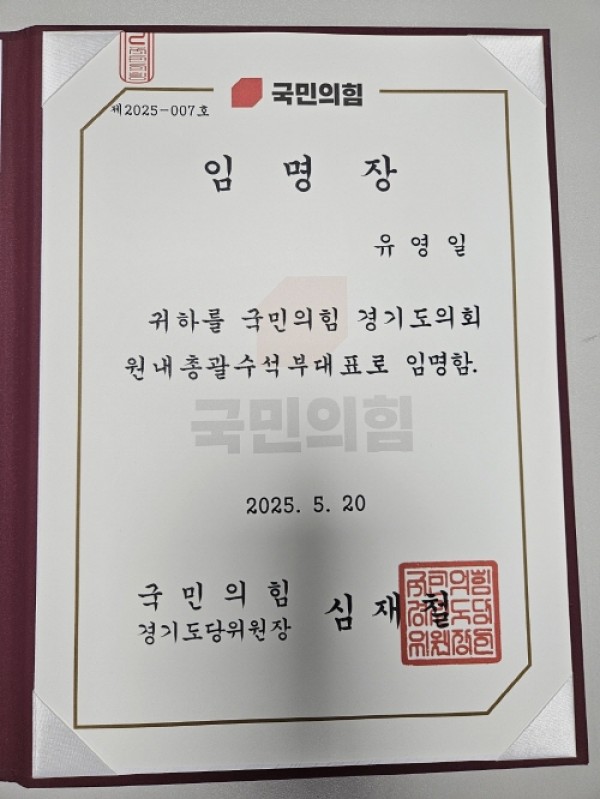 국민의힘
제2025-007호
임 명 장
유 영 일
귀하를 국민의힘 경기도의회
원내총괄수석부대표로 임명함.
국민의힘
2025. 5. 20
국 민 의 힘
경기도당위원장
심 재 철